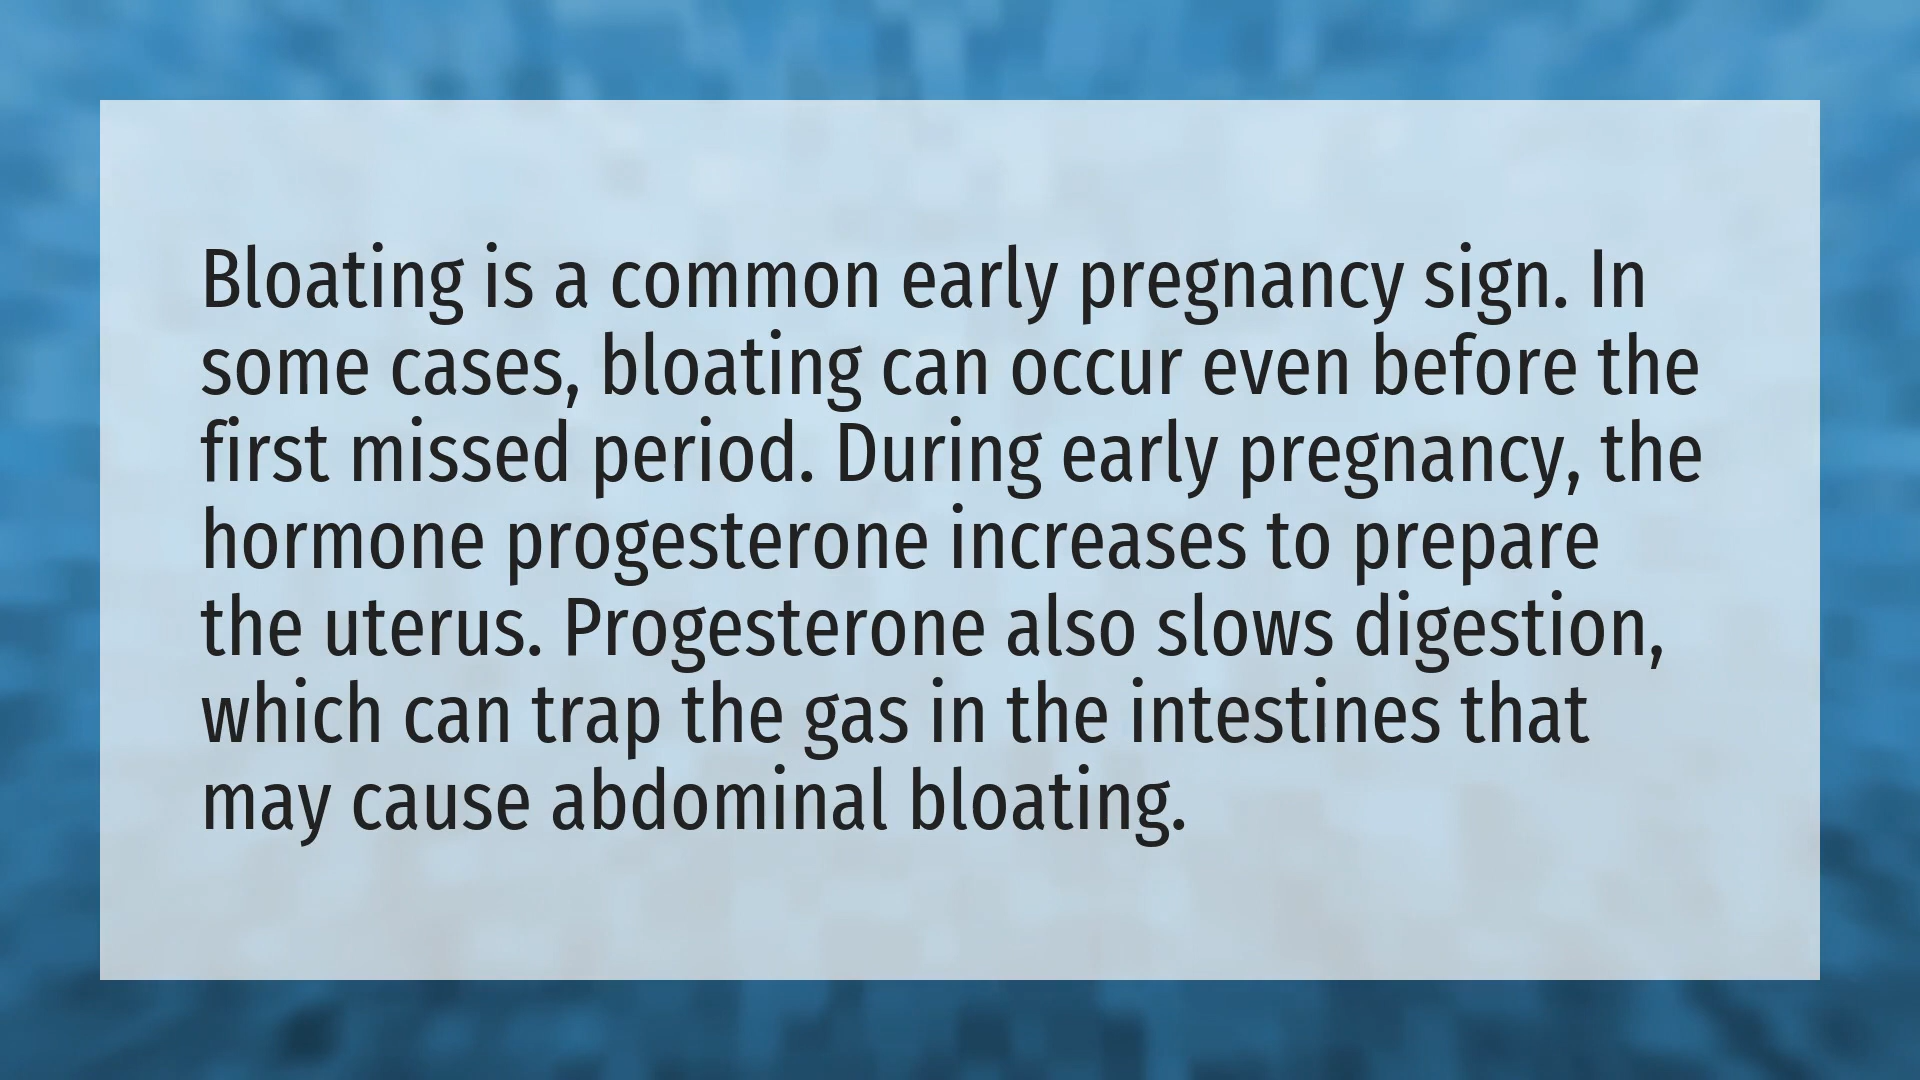 Bloating is a common early pregnancy sign. In
some cases, bloating can occur even before the
first missed period. During early pregnancy, the
hormone progesterone increases to prepare
the uterus. Progesterone also slows digestion,
which can trap the gas in the intestines that
may cause abdominal bloating.